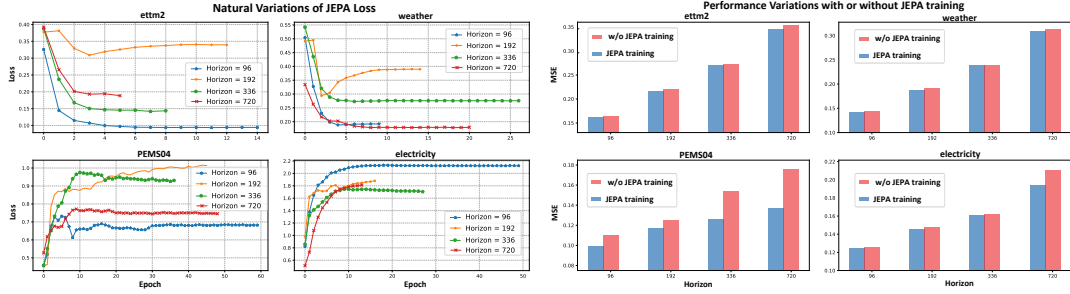 Natural Variations of JEPA Loss
ettm2
Loss
0.40
0.35
0.30
0.25
0.20
0.15
0.10
0 2 4 6 8 10 12 14
Horizon = 96
Horizon = 192
Horizon = 336
Horizon = 720
weather
0.5
0.4
0.3
0.2
0 5 10 15 20 25
Horizon = 96
Horizon = 192
Horizon = 336
Horizon = 720
PEMS04
Loss
1.0
0.9
0.8
0.7
0.6
0.5
0 10 20 30 40 50 60
Epoch
Horizon = 96
Horizon = 192
Horizon = 336
Horizon = 720
electricity
2.2
2.0
1.8
1.6
1.4
1.2
1.0
0.8
0.6
0 10 20 30 40 50
Epoch
Horizon = 96
Horizon = 192
Horizon = 336
Horizon = 720
Performance Variations with or without JEPA training
ettm2
MSE
0.35
0.30
0.25
0.20
0.15
96 192 336 720
w/o JEPA training
JEPA training
weather
0.30
0.25
0.20
0.15
0.10
96 192 336 720
w/o JEPA training
JEPA training
PEMS04
MSE
0.18
0.16
0.14
0.12
0.10
0.08
96 192 336 720
Horizon
w/o JEPA training
JEPA training
electricity
0.22
0.20
0.18
0.16
0.14
0.12
0.10
96 192 336 720
Horizon
w/o JEPA training
JEPA training